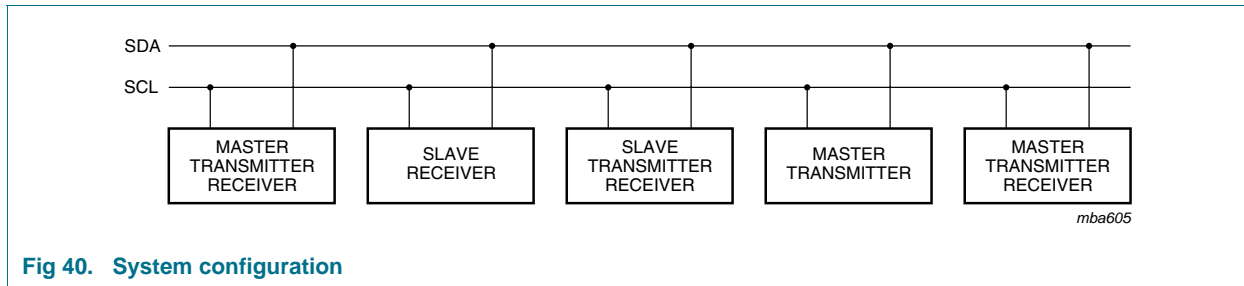 SDA
SCL
MASTER
TRANSMITTER
RECEIVER
SLAVE
RECEIVER
SLAVE
TRANSMITTER
RECEIVER
MASTER
TRANSMITTER
MASTER
TRANSMITTER
RECEIVER
mba605
Fig 40. System configuration